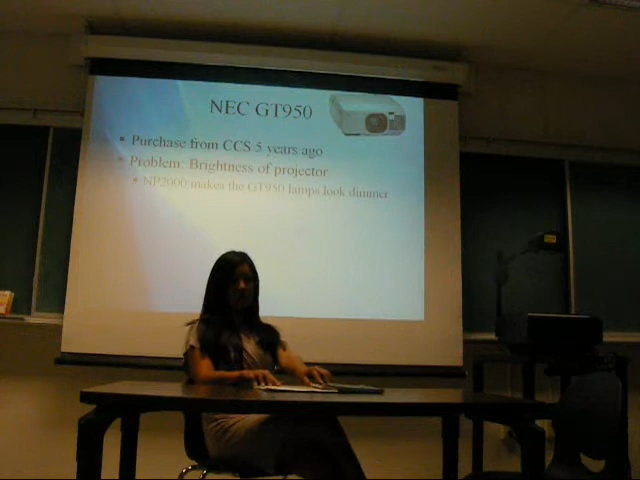 NEC GT950
Purchase from CCS 5 years ago
Problem: Brightness of projector
NP2000 makes the GT950 lamps look dimmer